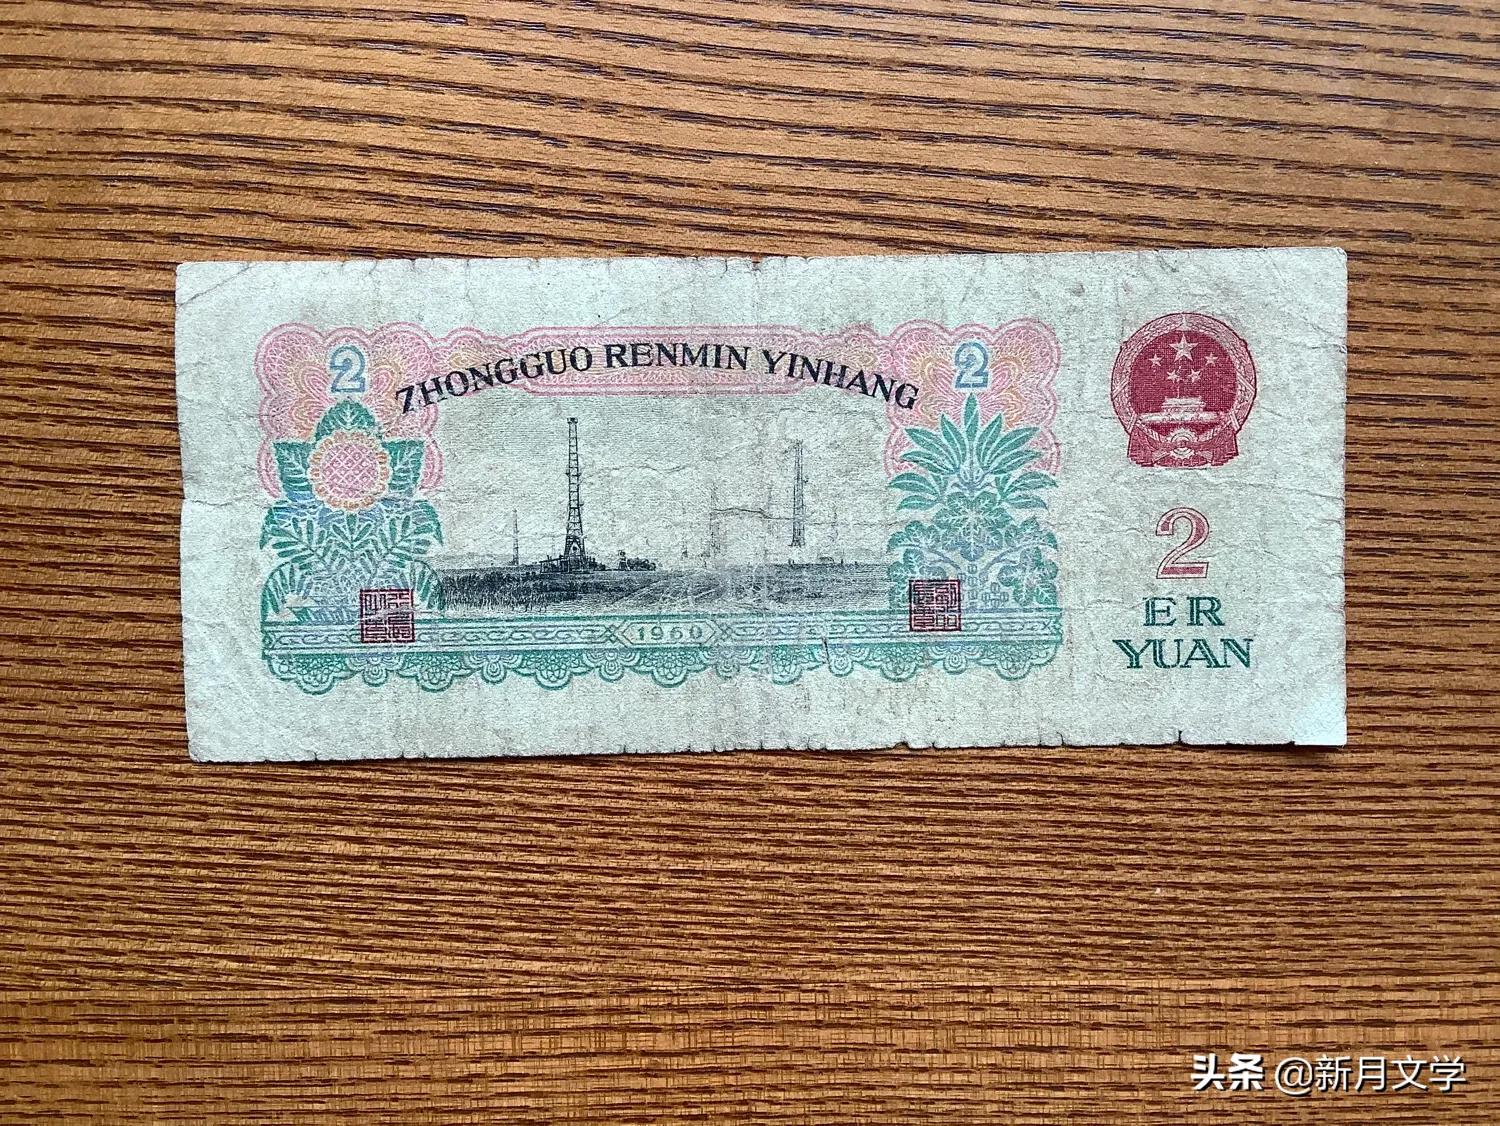 2
ZHONGGUO RENMIN YINHANG
2
1960
2
ER
YUAN
头条 @新月文学